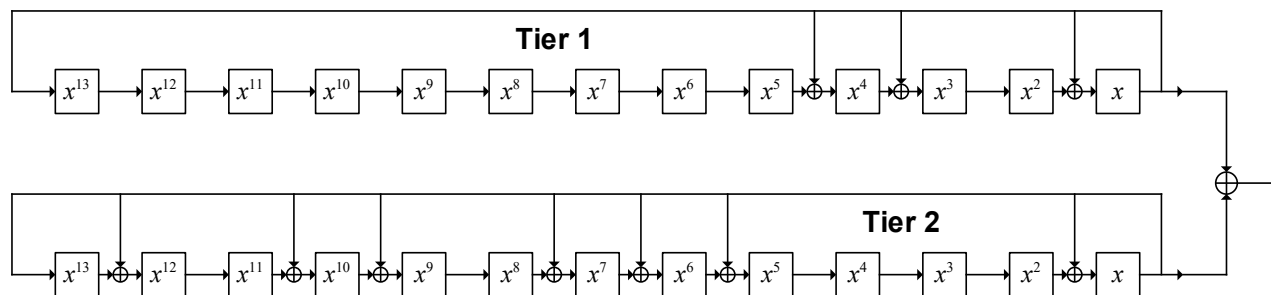 Tier 1
x¹³ x¹² x¹¹ x¹⁰ x⁹ x⁸ x⁷ x⁶ x⁵ x⁴ x³ x² x
Tier 2
x¹³ x¹² x¹¹ x¹⁰ x⁹ x⁸ x⁷ x⁶ x⁵ x⁴ x³ x² x